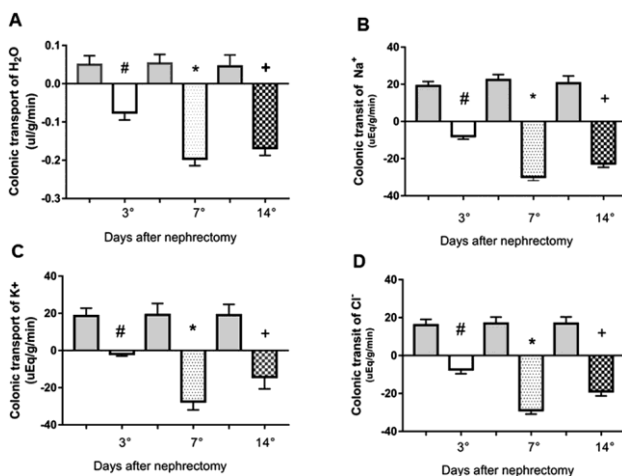 A
Colonic transport of H₂O
(ul/g/min)
0.1
0.0
-0.1
-0.2
-0.3
#
*
+
3° 7° 14°
Days after nephrectomy
B
Colonic transit of Na⁺
(uEq/g/min)
40
20
0
-20
-40
#
*
+
3° 7° 14°
Days after nephrectomy
C
Colonic transport of K+
(uEq/g/min)
40
20
0
-20
-40
#
*
+
3° 7° 14°
Days after nephrectomy
D
Colonic transit of Cl⁻
(uEq/g/min)
40
20
0
-20
-40
#
*
+
3° 7° 14°
Days after nephrectomy